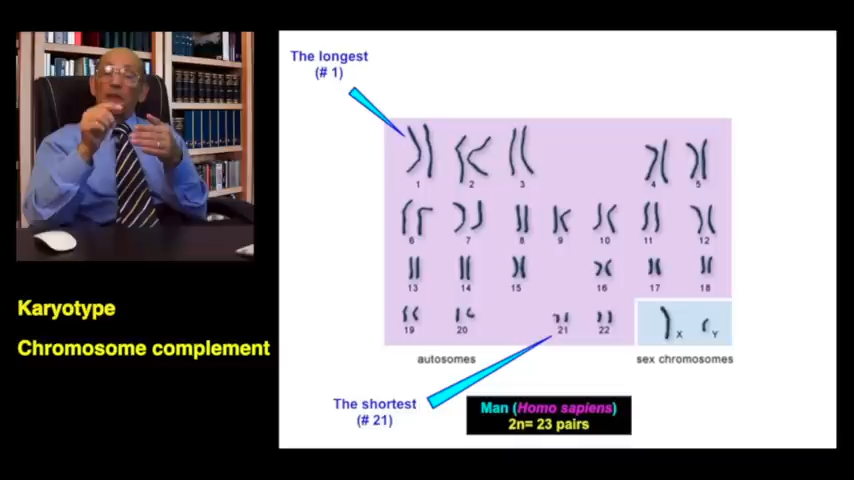 The longest
(# 1)
1 2 3 4 5
6 7 8 9 10 11 12
13 14 15 16 17 18
19 20 21 22 X Y
autosomes sex chromosomes
Karyotype
Chromosome complement
The shortest
(# 21)
Man (Homo sapiens)
2n= 23 pairs